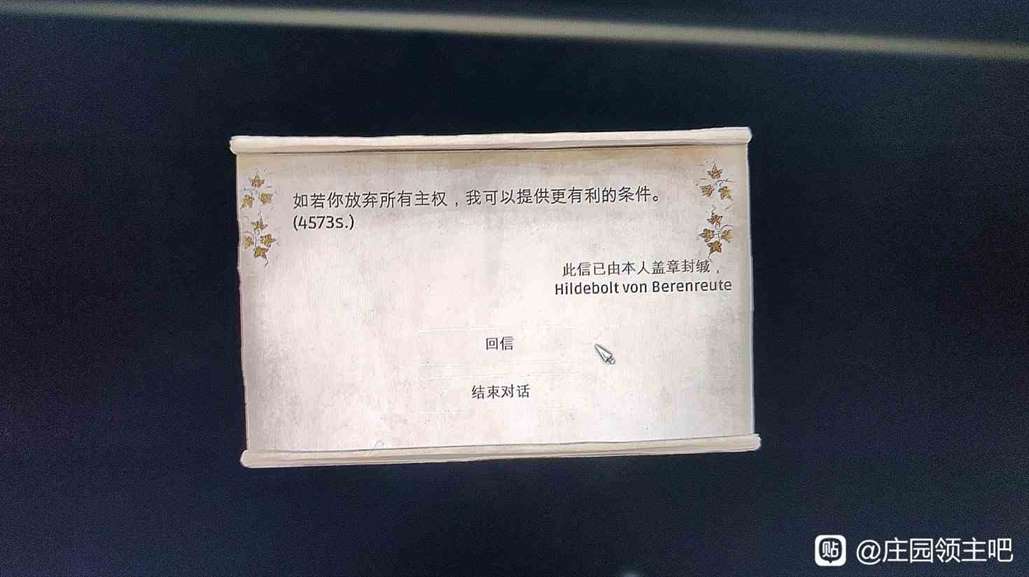 如若你放弃所有主权，我可以提供更有利的条件。
(4573s.)
此信已由本人盖章封缄，
Hildebolt von Berenreute
回信
结束对话
贴 @庄园领主吧